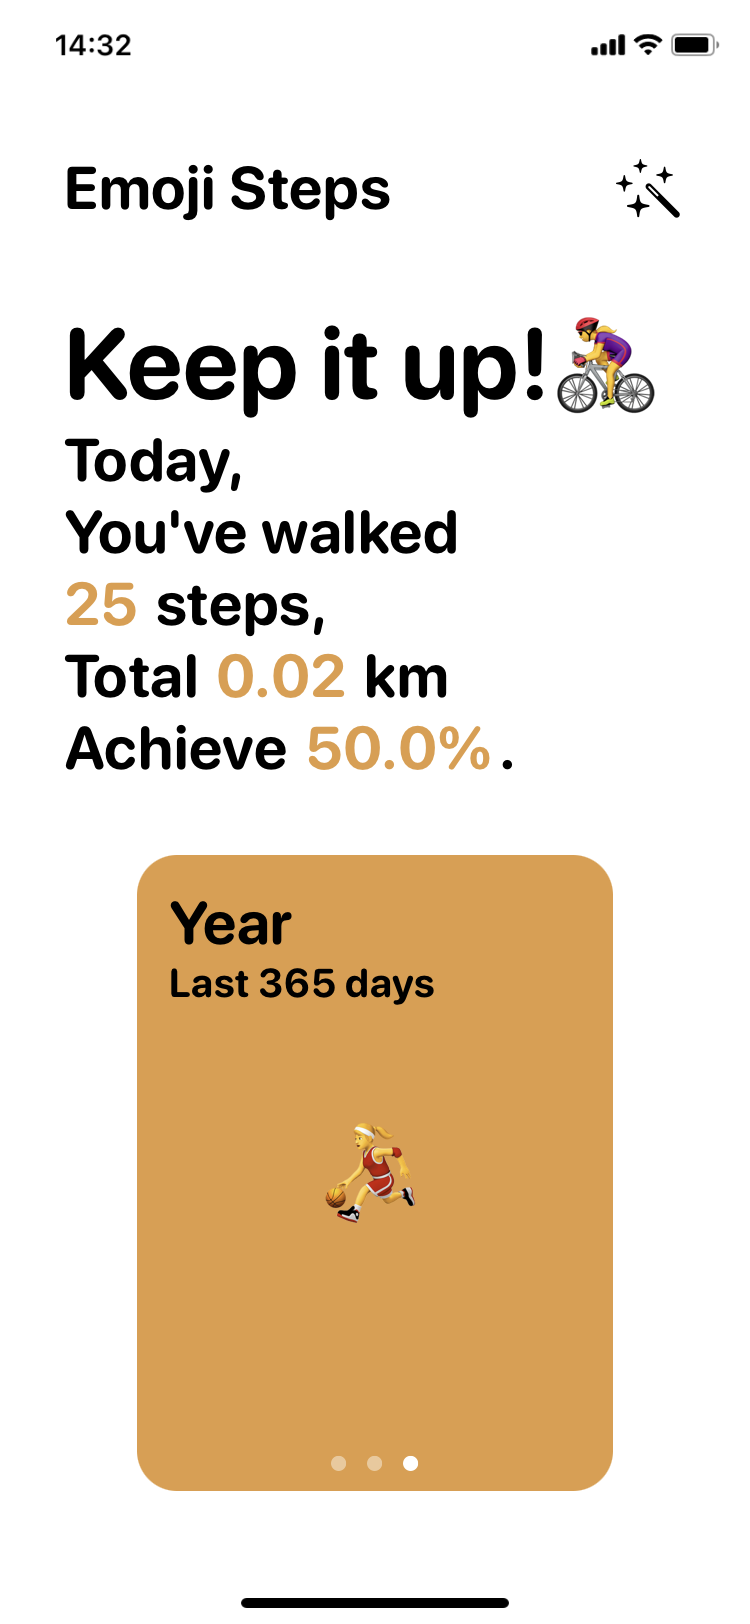 14:32
Emoji Steps
Keep it up!🚴‍♀️
Today,
You've walked
25 steps,
Total 0.02 km
Achieve 50.0%.
Year
Last 365 days